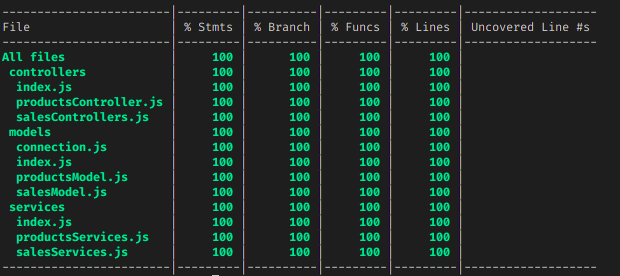 File | % Stmts | % Branch | % Funcs | % Lines | Uncovered Line #s
All files | 100 | 100 | 100 | 100 |
controllers | 100 | 100 | 100 | 100 |
index.js | 100 | 100 | 100 | 100 |
productsController.js | 100 | 100 | 100 | 100 |
salesControllers.js | 100 | 100 | 100 | 100 |
models | 100 | 100 | 100 | 100 |
connection.js | 100 | 100 | 100 | 100 |
index.js | 100 | 100 | 100 | 100 |
productsModel.js | 100 | 100 | 100 | 100 |
salesModel.js | 100 | 100 | 100 | 100 |
services | 100 | 100 | 100 | 100 |
index.js | 100 | 100 | 100 | 100 |
productsServices.js | 100 | 100 | 100 | 100 |
salesServices.js | 100 | 100 | 100 | 100 |